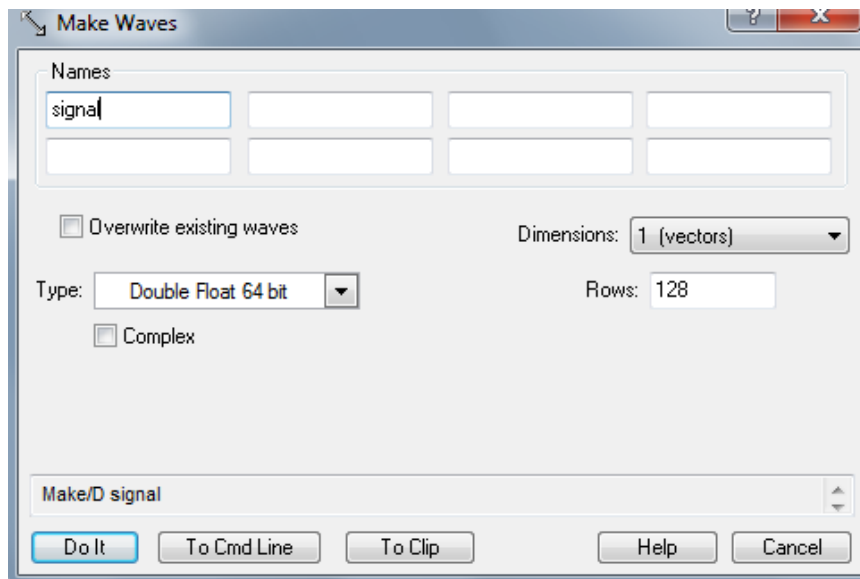 Make Waves
Names
signal
Overwrite existing waves
Dimensions: 1 (vectors)
Type: Double Float 64 bit
Rows: 128
Complex
Make/D signal
Do It To Cmd Line To Clip Help Cancel